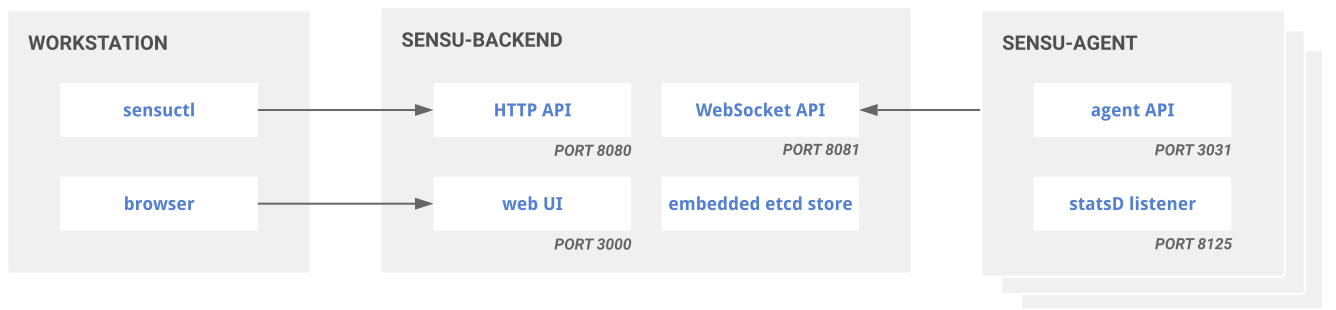 WORKSTATION
sensuctl
browser
SENSU-BACKEND
HTTP API
PORT 8080
WebSocket API
PORT 8081
web UI
PORT 3000
embedded etcd store
SENSU-AGENT
agent API
PORT 3031
statsD listener
PORT 8125